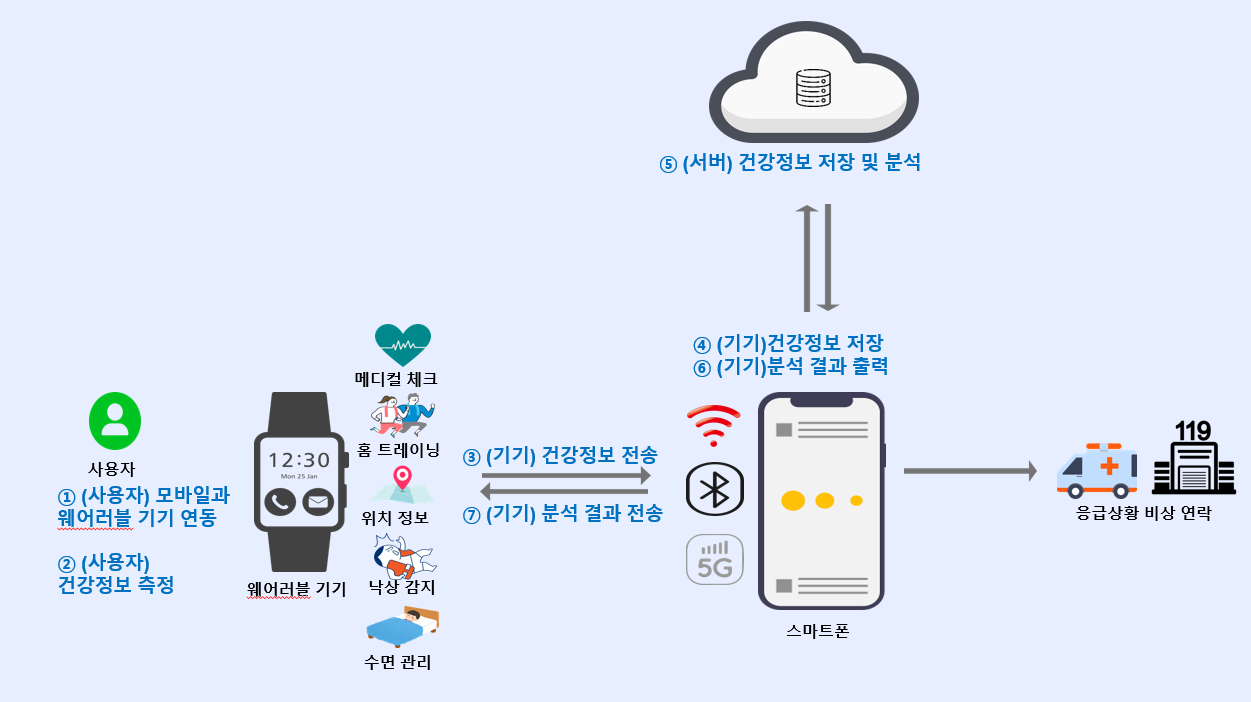 ⑤ (서버) 건강정보 저장 및 분석
④ (기기)건강정보 저장
⑥ (기기)분석 결과 출력
메디컬 체크
홈 트레이닝
위치 정보
낙상 감지
수면 관리
사용자
① (사용자) 모바일과
웨어러블 기기 연동
② (사용자)
건강정보 측정
12:30
Mon 25 Jan
웨어러블 기기
③ (기기) 건강정보 전송
⑦ (기기) 분석 결과 전송
5G
스마트폰
119
응급상황 비상 연락